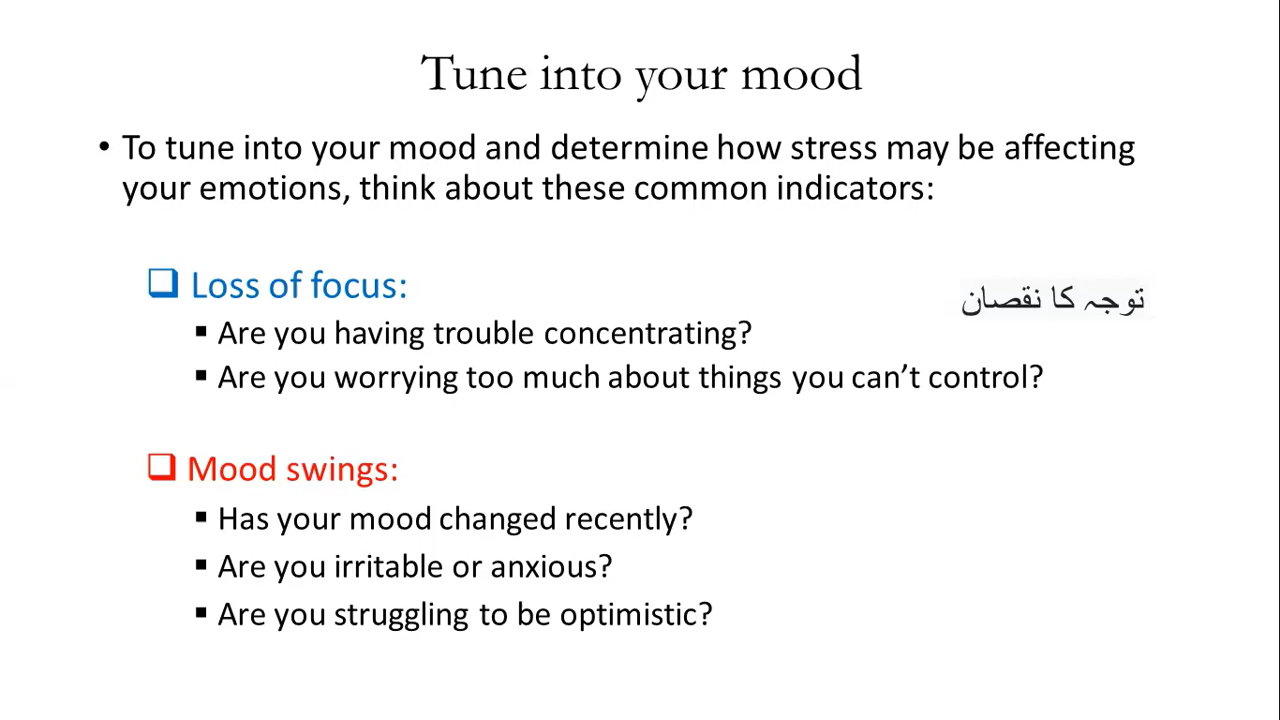 Tune into your mood
• To tune into your mood and determine how stress may be affecting
your emotions, think about these common indicators:
❑ Loss of focus:
توجہ کا نقصان
▪ Are you having trouble concentrating?
▪ Are you worrying too much about things you can’t control?
❑ Mood swings:
▪ Has your mood changed recently?
▪ Are you irritable or anxious?
▪ Are you struggling to be optimistic?